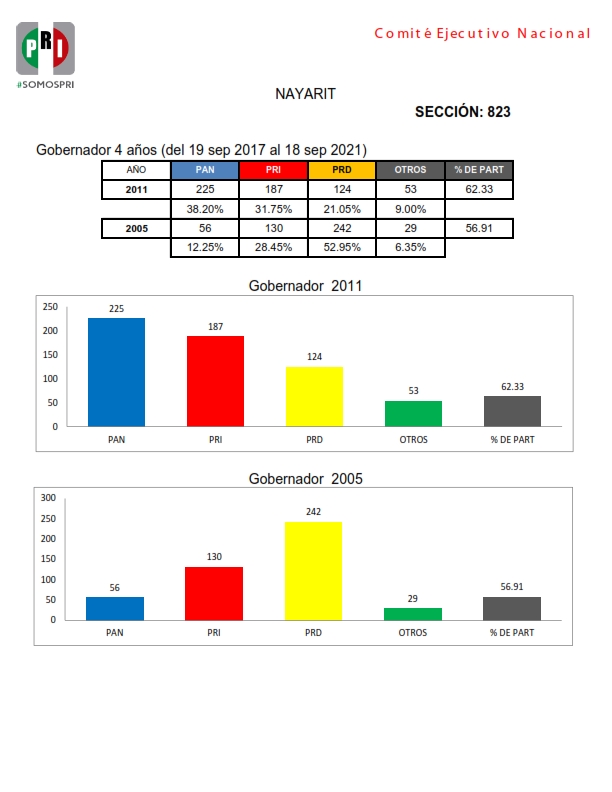 Comité Ejecutivo Nacional
PRI
#SOMOSPRI
NAYARIT
SECCIÓN: 823
Gobernador 4 años (del 19 sep 2017 al 18 sep 2021)
AÑO PAN PRI PRD OTROS % DE PART
2011 225 187 124 53 62.33
38.20% 31.75% 21.05% 9.00%
2005 56 130 242 29 56.91
12.25% 28.45% 52.95% 6.35%
Gobernador 2011
250
200
150
100
50
0
225
187
124
53
62.33
PAN PRI PRD OTROS % DE PART
Gobernador 2005
300
250
200
150
100
50
0
56
130
242
29
56.91
PAN PRI PRD OTROS % DE PART